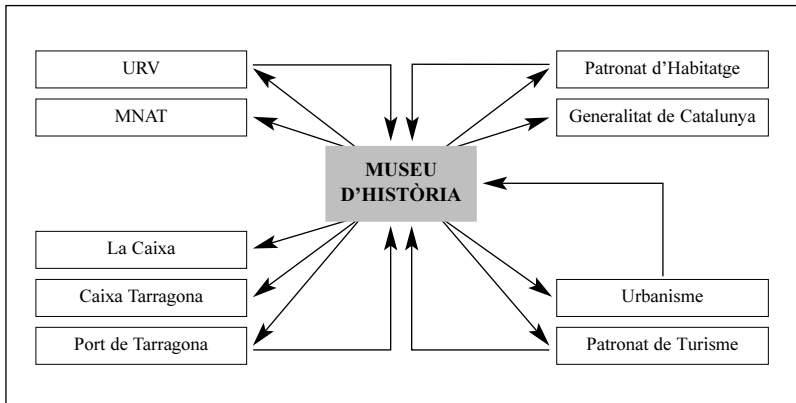 URV
MNAT
Patronat d’Habitatge
Generalitat de Catalunya
MUSEU
D’HISTÒRIA
La Caixa
Caixa Tarragona
Port de Tarragona
Urbanisme
Patronat de Turisme